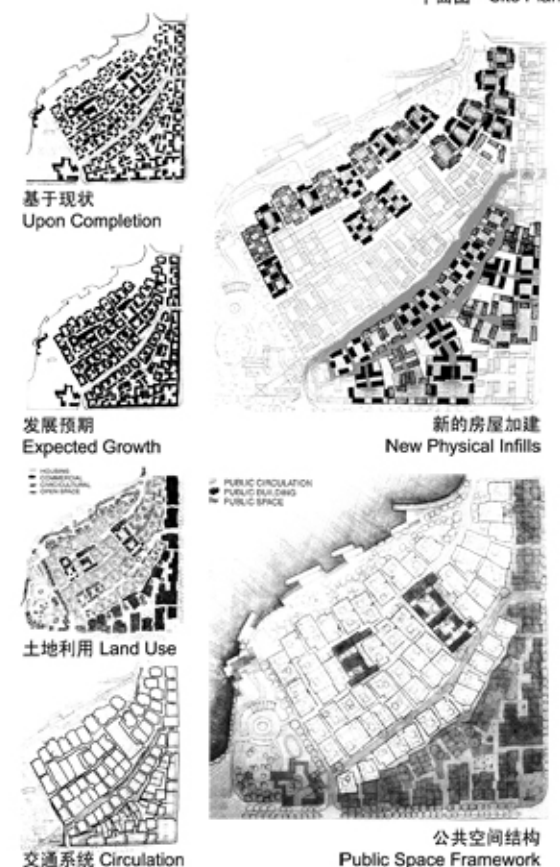 平面图 Site Plan
基于现状
Upon Completion
发展预期
Expected Growth
新的房屋加建
New Physical Infills
HOUSING
COMMERCIAL
CIVIC/CULTURAL
OPEN SPACE
土地利用 Land Use
PUBLIC CIRCULATION
PUBLIC BUILDING
PUBLIC SPACE
交通系统 Circulation
公共空间结构
Public Space Framework